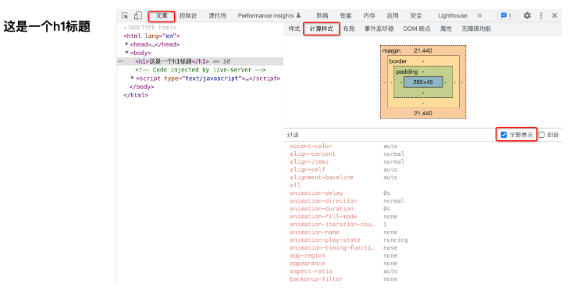 这是一个h1标题
元素 控制台 Performance insights 网络 性能 内存 应用 安全 Lighthouse » 1
源代码
<!DOCTYPE html>
<html lang="en">
<head>…</head>
<body>
<h1>这是一个h1标题</h1> == $0
<!-- Code injected by live-server -->
<script type="text/javascript">…</script>
</body>
</html>
样式 计算样式 布局 事件监听器 DOM 断点 属性 无障碍功能
margin 21.440
border -
padding -
- - - 282×45 - - -
-
-
21.440
过滤 全部显示 组合
accent-color auto
align-content normal
align-items normal
align-self auto
alignment-baseline auto
all
animation-delay 0s
animation-direction normal
animation-duration 0s
animation-fill-mode none
animation-iteration-cou… 1
animation-name none
animation-play-state running
animation-timing-functi… ease
app-region none
appearance none
aspect-ratio auto
backdrop-filter none